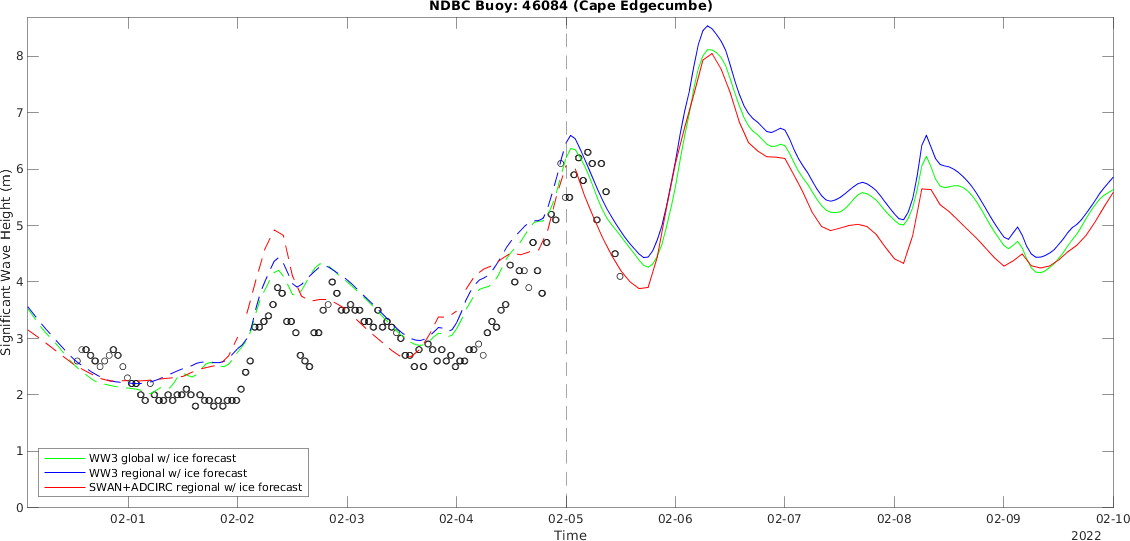 NDBC Buoy: 46084 (Cape Edgecumbe)
Significant Wave Height (m)
8
7
6
5
4
3
2
1
0
WW3 global w/ ice forecast
WW3 regional w/ ice forecast
SWAN+ADCIRC regional w/ ice forecast
02-01 02-02 02-03 02-04 02-05 02-06 02-07 02-08 02-09 02-10
Time
2022